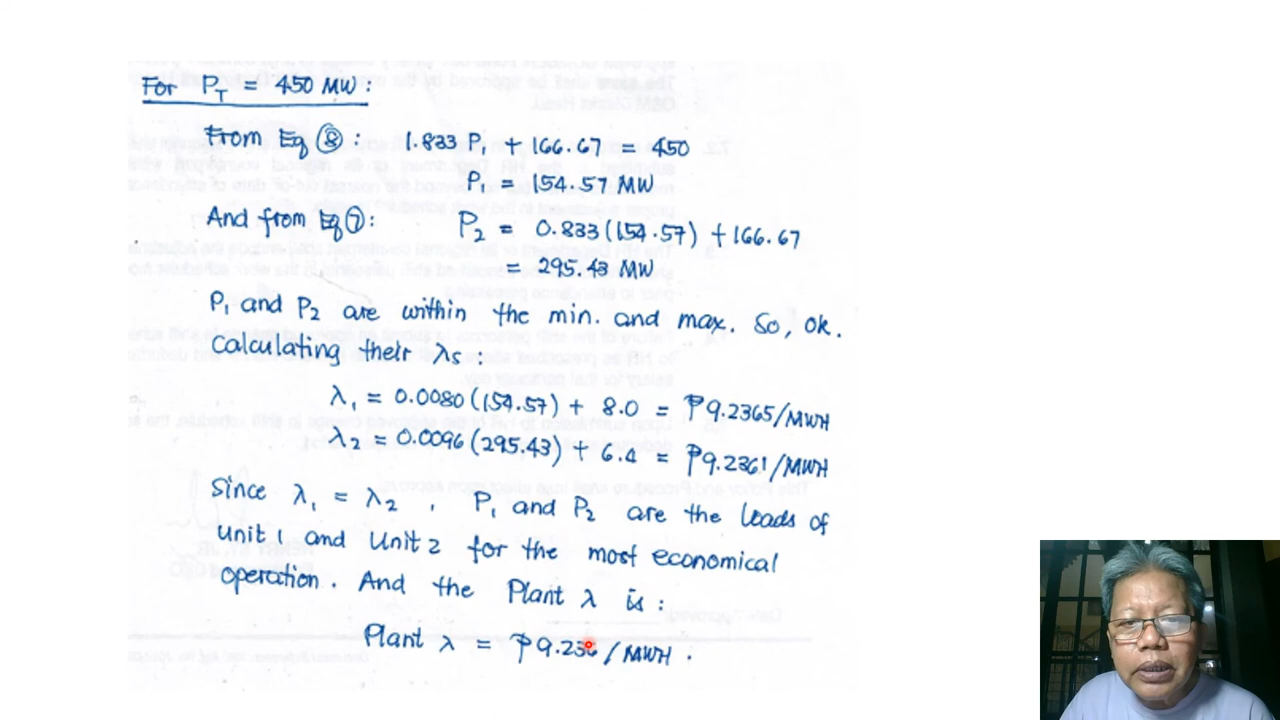 For P_T = 450 MW:
From Eq ⑧: 1.833 P₁ + 166.67 = 450
P₁ = 154.57 MW
And from Eq ⑦: P₂ = 0.833(154.57) + 166.67
= 295.43 MW
P₁ and P₂ are within the min. and max. So, ok.
Calculating their λs:
λ₁ = 0.0080(154.57) + 8.0 = ₱9.2365/MWH
λ₂ = 0.0096(295.43) + 6.4 = ₱9.2361/MWH
Since λ₁ = λ₂, P₁ and P₂ are the loads of
Unit 1 and Unit 2 for the most economical
operation. And the Plant λ is:
Plant λ = ₱9.236/MWH.